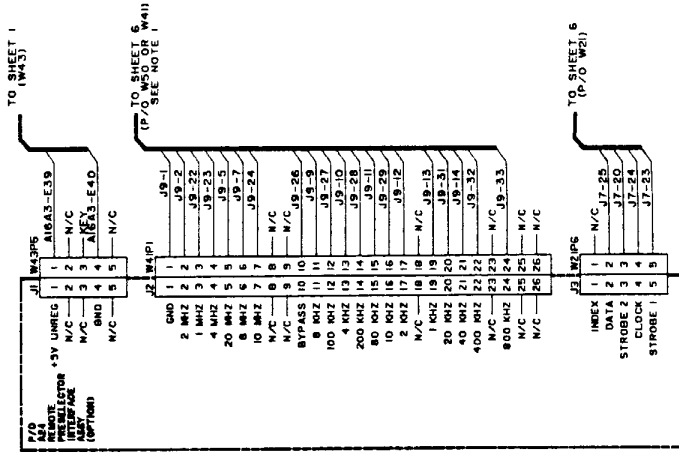 TO SHEET 1
(W43)
TO SHEET 6
(P/O W50 OR W41)
SEE NOTE 1
TO SHEET 6
(P/O W21)
P/O
A24
REMOTE
PRESELECTOR
INTERFACE
ASSY
(OPTION)
J1 W43P5
+5V UNREG 1 1 A16A3-E39
N/C 2 2 N/C
N/C 3 3 KEY
GND 4 4 A16A3-E40
N/C 5 5 N/C
J2 W41P1
GND 1 1 J9-1
2 MHZ 2 2 J9-2
1 MHZ 3 3 J9-22
4 MHZ 4 4 J9-23
20 MHZ 5 5 J9-5
8 MHZ 6 6 J9-7
10 MHZ 7 7 J9-24
N/C 8 8 N/C
N/C 9 9 N/C
BYPASS 10 10 J9-26
8 KHZ 11 11 J9-9
100 KHZ 12 12 J9-27
4 KHZ 13 13 J9-10
200 KHZ 14 14 J9-28
80 KHZ 15 15 J9-11
10 KHZ 16 16 J9-29
2 KHZ 17 17 J9-12
N/C 18 18 N/C
1 KHZ 19 19 J9-13
20 KHZ 20 20 J9-31
40 KHZ 21 21 J9-14
400 KHZ 22 22 J9-32
N/C 23 23 N/C
800 KHZ 24 24 J9-33
N/C 25 25 N/C
N/C 26 26 N/C
J3 W21P6
INDEX 1 1 N/C
DATA 2 2 J7-25
STROBE 2 3 3 J7-20
CLOCK 4 4 J7-24
STROBE 1 5 5 J7-23